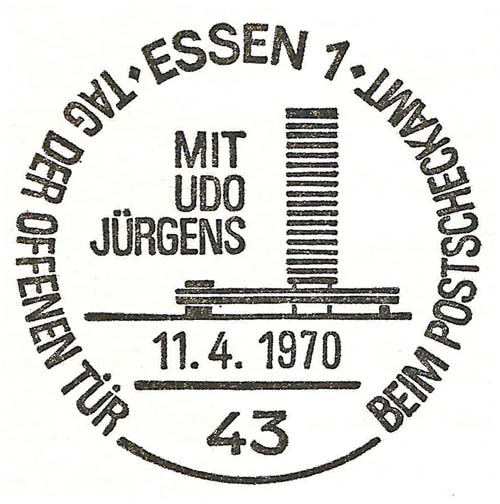 · TAG DER OFFENEN TÜR
· ESSEN 1 ·
BEIM POSTSCHECKAMT
MIT
UDO
JÜRGENS
11.4. 1970
43